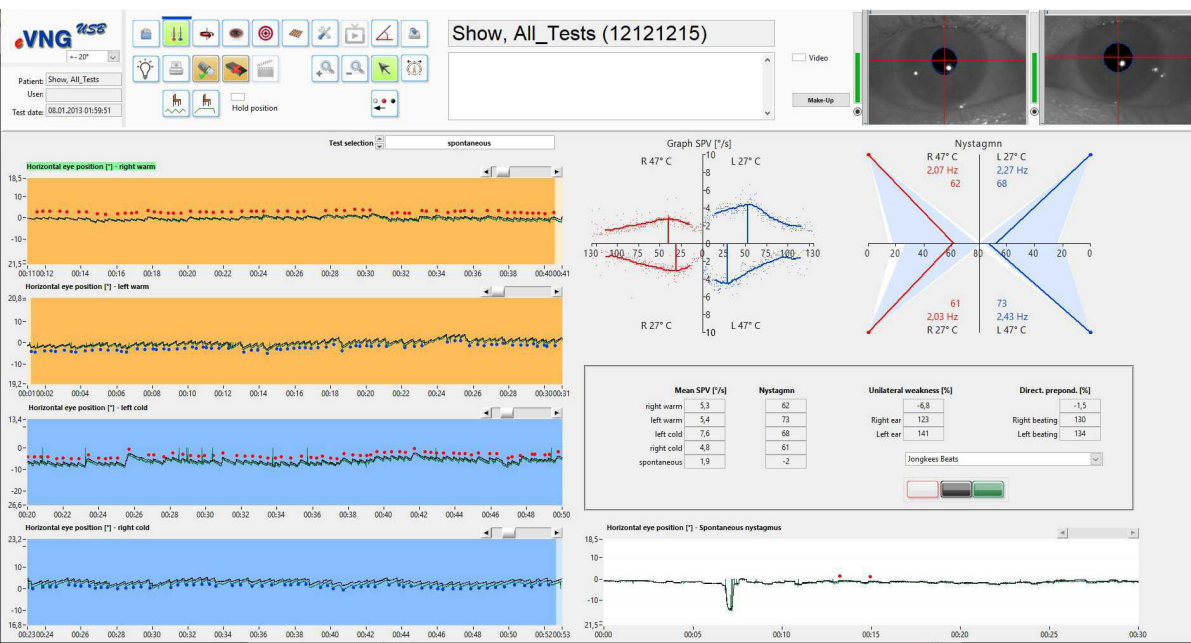 eVNG USB
+- 20°
Patient: Show, All_Tests
User:
Test date: 08.01.2013 01:59:51
Hold position
Show, All_Tests (12121215)
Video
Make-Up
Test selection spontaneous
Horizontal eye position [°] - right warm
18,5-
10-
0-
-10-
21,5-
00:11 00:12 00:14 00:16 00:18 00:20 00:22 00:24 00:26 00:28 00:30 00:32 00:34 00:36 00:38 00:40 00:41
Horizontal eye position [°] - left warm
20,8-
10-
0-
-10-
19,2-
00:01 00:02 00:04 00:06 00:08 00:10 00:12 00:14 00:16 00:18 00:20 00:22 00:24 00:26 00:28 00:30 00:31
Horizontal eye position [°] - left cold
13,4-
0-
-10-
-20-
26,6-
00:20 00:22 00:24 00:26 00:28 00:30 00:32 00:34 00:36 00:38 00:40 00:42 00:44 00:46 00:48 00:50
Horizontal eye position [°] - right cold
23,2-
10-
0-
-10-
16,8-
00:23 00:24 00:26 00:28 00:30 00:32 00:34 00:36 00:38 00:40 00:42 00:44 00:46 00:48 00:50 00:52 00:53
Graph SPV [°/s]
R 47° C L 27° C
10
-8
-6
-4
-2
0
130 100 75 50 25 0 25 50 75 100 130
-2
-4
-6
-8
10
R 27° C L 47° C
Nystagmn
R 47° C L 27° C
2,07 Hz 2,27 Hz
62 68
0 20 40 60 80 60 40 20 0
61 73
2,03 Hz 2,43 Hz
R 27° C L 47° C
Mean SPV [°/s] Nystagmn Unilateral weakness [%] Direct. prepond. [%]
right warm 5,3 62 -6,8 -1,5
left warm 5,4 73 Right ear 123 Right beating 130
left cold 7,6 68 Left ear 141 Left beating 134
right cold 4,8 61
spontaneous 1,9 -2
Jongkees Beats
Horizontal eye position [°] - Spontaneous nystagmus
18,5-
10-
0-
-10-
21,5-
00:00 00:05 00:10 00:15 00:20 00:25 00:30